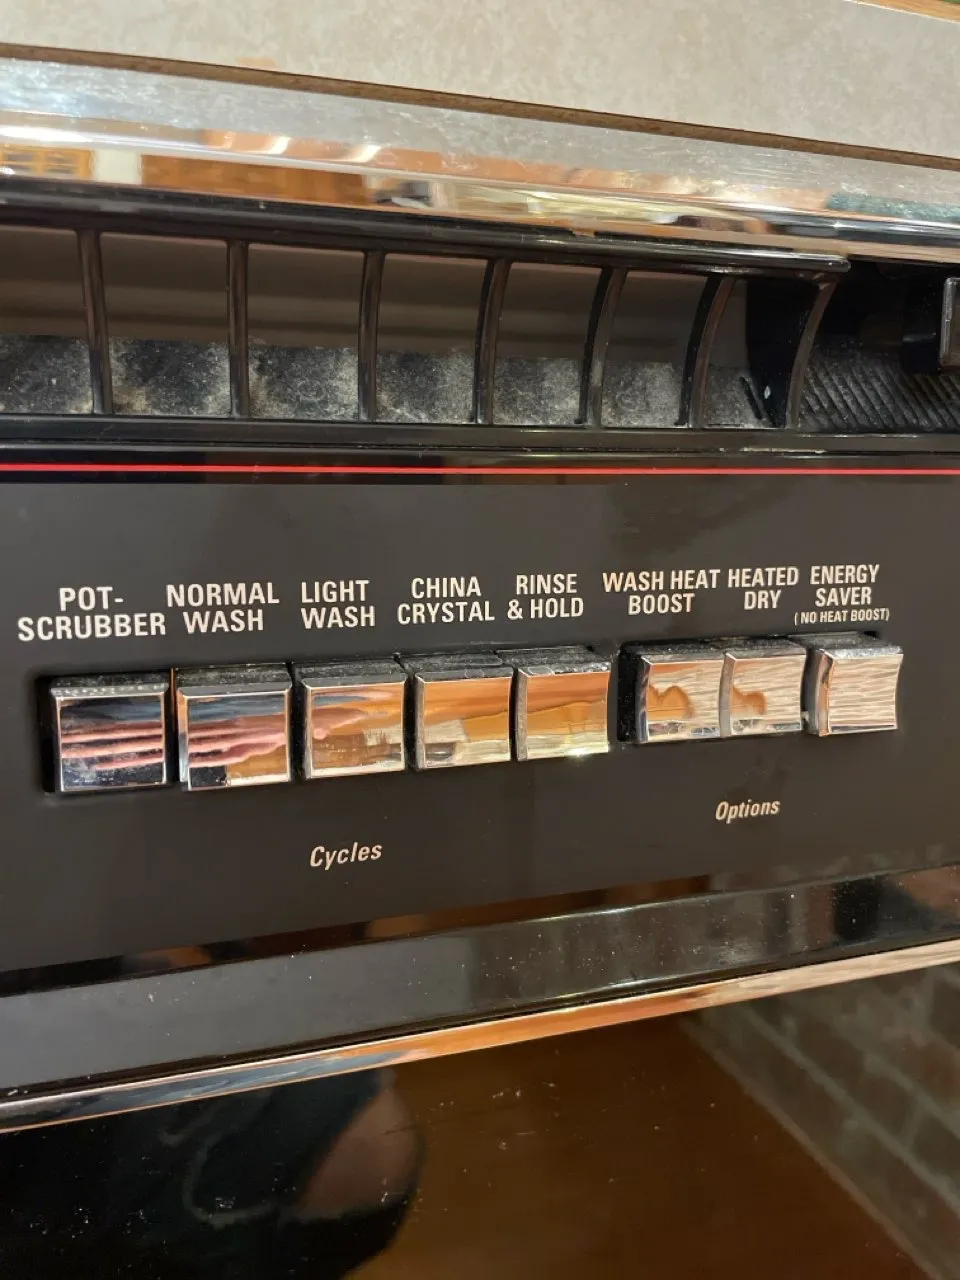 POT-
SCRUBBER
NORMAL
WASH
LIGHT
WASH
CHINA
CRYSTAL
RINSE
& HOLD
WASH HEAT
BOOST
HEATED
DRY
ENERGY
SAVER
( NO HEAT BOOST)
Cycles
Options